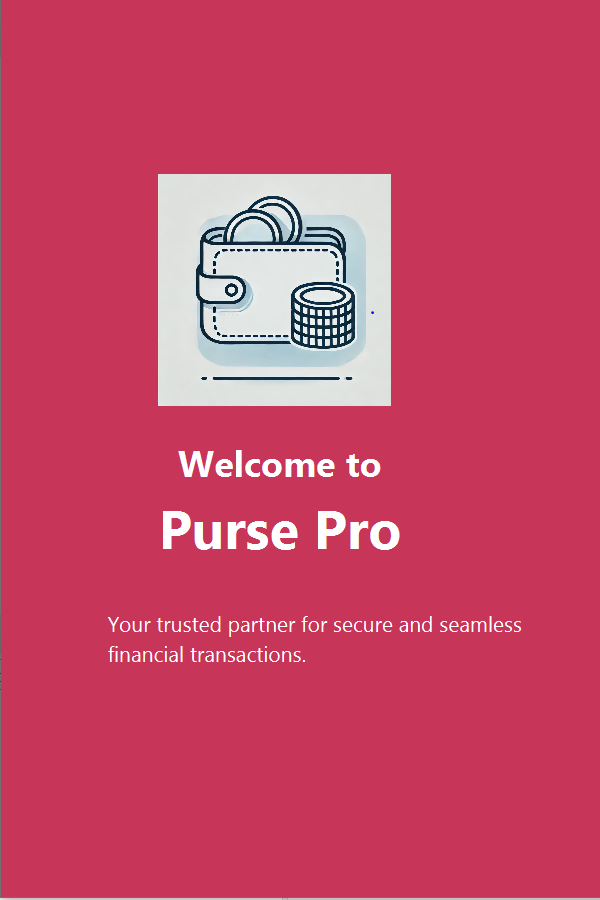 Welcome to
Purse Pro
Your trusted partner for secure and seamless
financial transactions.